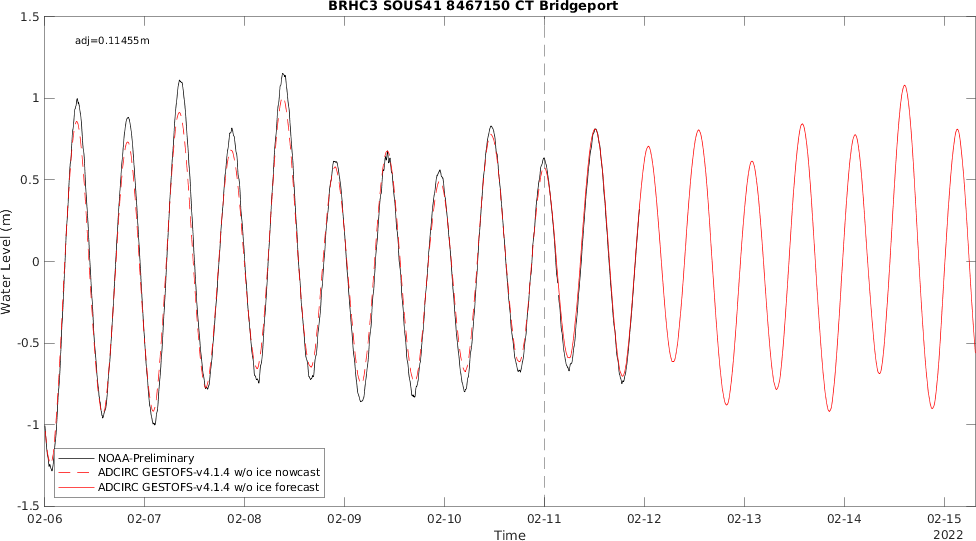 BRHC3 SOUS41 8467150 CT Bridgeport
adj=0.11455m
1.5
1
0.5
0
-0.5
-1
-1.5
Water Level (m)
NOAA-Preliminary
ADCIRC GESTOFS-v4.1.4 w/o ice nowcast
ADCIRC GESTOFS-v4.1.4 w/o ice forecast
02-06 02-07 02-08 02-09 02-10 02-11 02-12 02-13 02-14 02-15
Time
2022